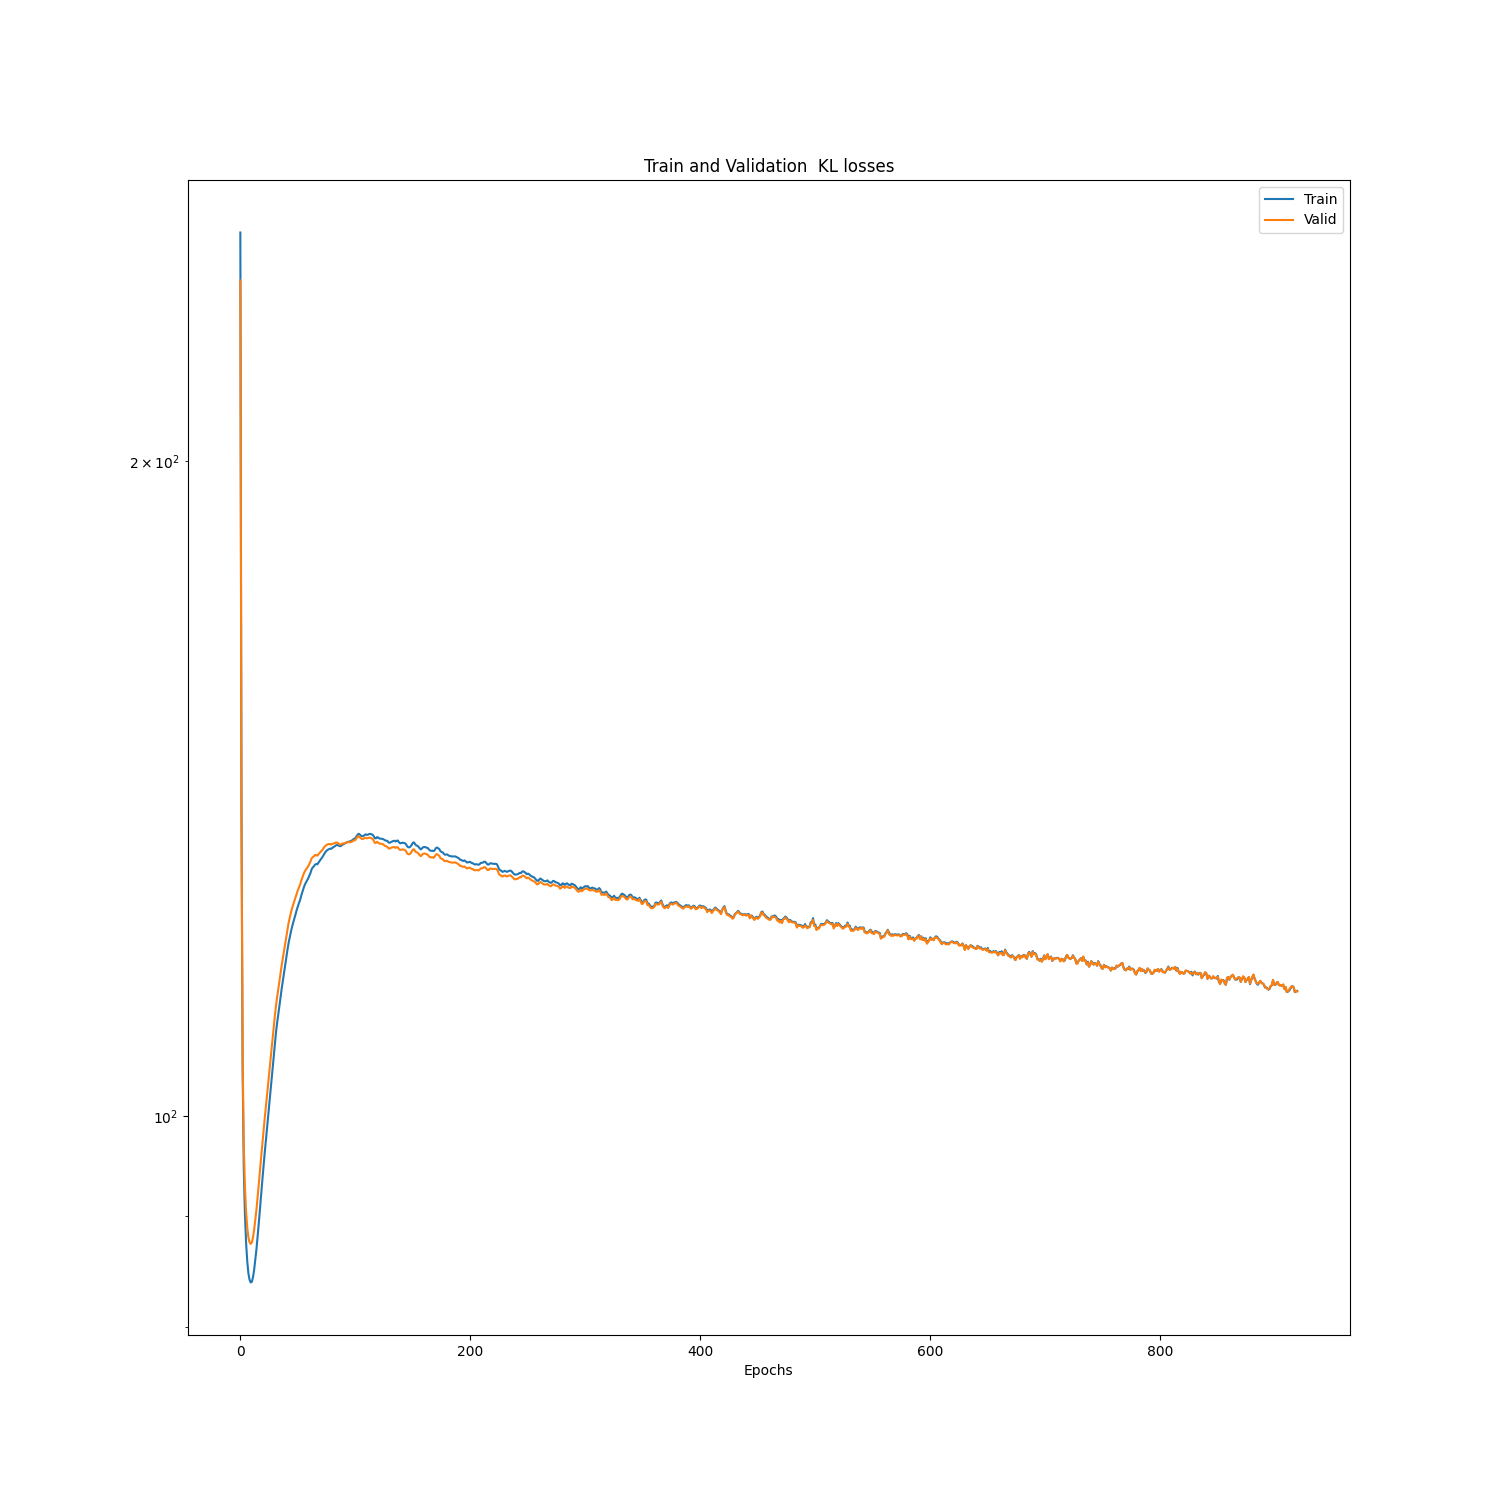 Train and Validation  KL losses
Train
Valid
2 × 10²
10²
0 200 400 600 800
Epochs